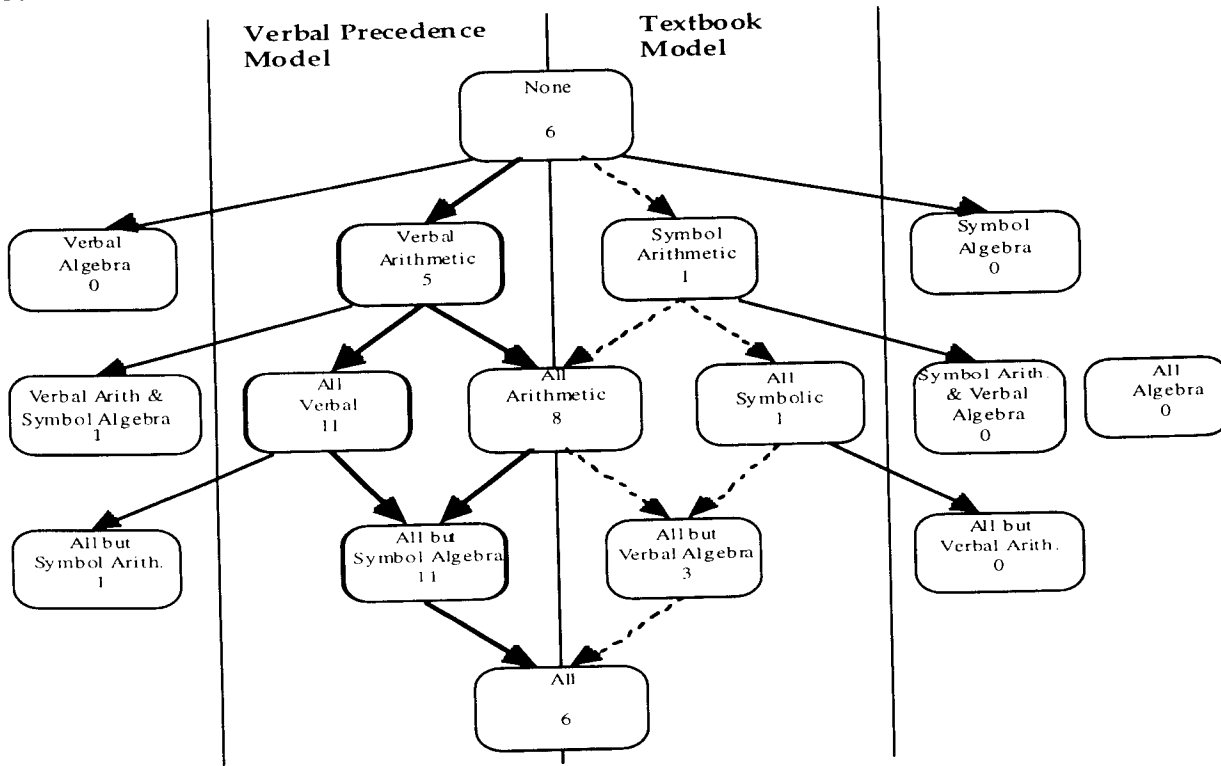 Verbal Precedence
Model
Textbook
Model
None
6
Verbal
Algebra
0
Verbal
Arithmetic
5
Symbol
Arithmetic
1
Symbol
Algebra
0
Verbal Arith &
Symbol Algebra
1
All
Verbal
11
All
Arithmetic
8
All
Symbolic
1
Symbol Arith.
& Verbal
Algebra
0
All
Algebra
0
All but
Symbol Arith.
1
All but
Symbol Algebra
11
All but
Verbal Algebra
3
All but
Verbal Arith.
0
All
6